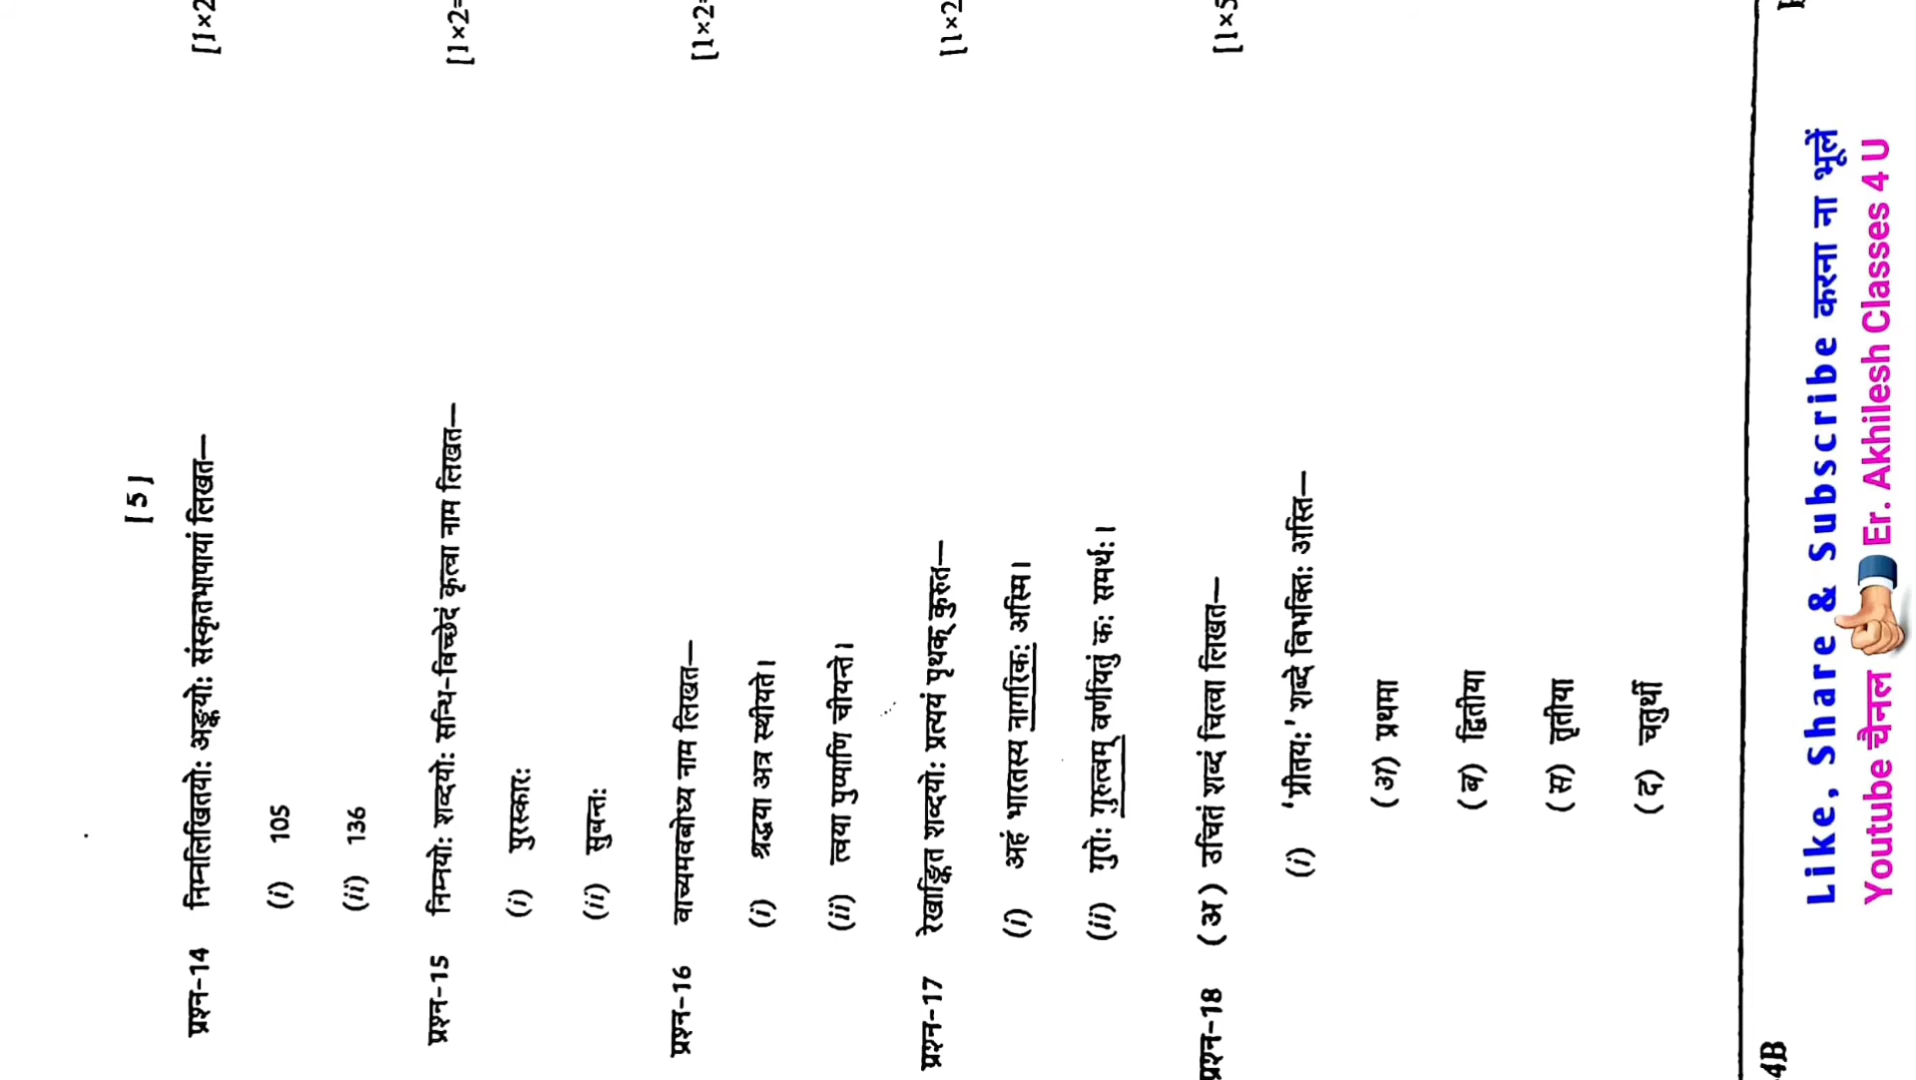 [ 5 ]
प्रश्न-14 निम्नलिखितयोः अङ्कयोः संस्कृतभाषायां लिखत— [1×2
(i) 105
(ii) 136
प्रश्न-15 निम्नयोः शब्दयोः सन्धि-विच्छेदं कृत्वा नाम लिखत— [1×2=
(i) पुरस्कारः
(ii) सुबन्तः
प्रश्न-16 वाच्यमवबोध्य नाम लिखत— [1×2=
(i) श्रद्धया अत्र स्थीयते।
(ii) त्वया पुष्पाणि चीयन्ते।
प्रश्न-17 रेखाङ्कित शब्दयोः प्रत्ययं पृथक् कुरुत— [1×2
(i) अहं भारतस्य नागरिकः अस्मि।
(ii) गुरोः गुरुत्वम् वर्णयितुं कः समर्थः।
प्रश्न-18 (अ) उचितं शब्दं चित्वा लिखत— [1×5
(i) 'प्रीतयः' शब्दे विभक्तिः अस्ति—
(अ) प्रथमा
(ब) द्वितीया
(स) तृतीया
(द) चतुर्थी
4B
Like, Share & Subscribe करना ना भूलें
Youtube चैनल Er. Akhilesh Classes 4 U